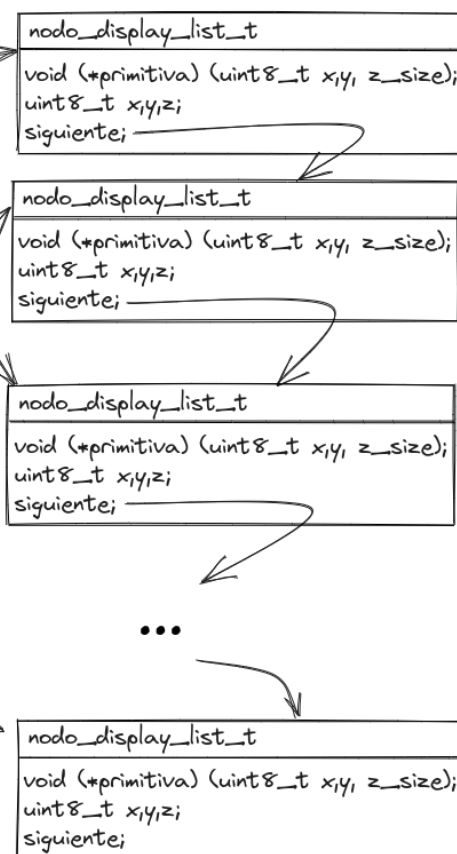 nodo_display_list_t
void (*primitiva) (uint8_t x,y, z_size);
uint8_t x,y,z;
siguiente;
nodo_display_list_t
void (*primitiva) (uint8_t x,y, z_size);
uint8_t x,y,z;
siguiente;
nodo_display_list_t
void (*primitiva) (uint8_t x,y, z_size);
uint8_t x,y,z;
siguiente;
...
nodo_display_list_t
void (*primitiva) (uint8_t x,y, z_size);
uint8_t x,y,z;
siguiente;